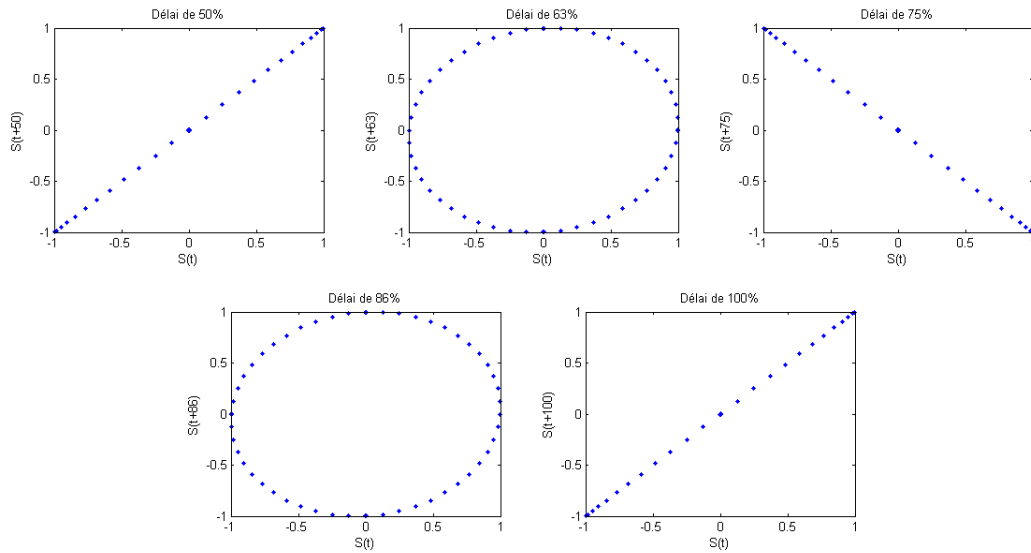 Délai de 50%
1
0.5
0
-0.5
-1
-1 -0.5 0 0.5 1
S(t)
S(t+50)
Délai de 63%
1
0.5
0
-0.5
-1
-1 -0.5 0 0.5 1
S(t)
S(t+63)
Délai de 75%
1
0.5
0
-0.5
-1
-1 -0.5 0 0.5
S(t)
S(t+75)
Délai de 86%
1
0.5
0
-0.5
-1
-1 -0.5 0 0.5 1
S(t)
S(t+86)
Délai de 100%
1
0.5
0
-0.5
-1
-1 -0.5 0 0.5 1
S(t)
S(t+100)